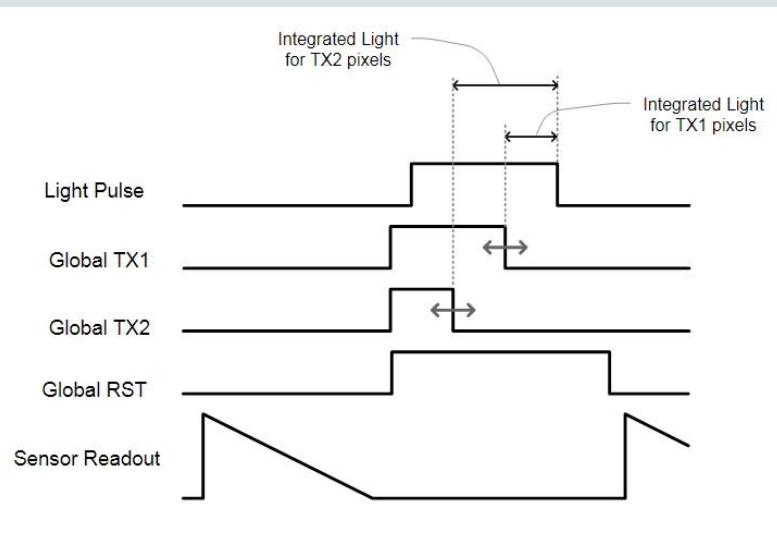 Integrated Light
for TX2 pixels
Integrated Light
for TX1 pixels
Light Pulse
Global TX1
Global TX2
Global RST
Sensor Readout